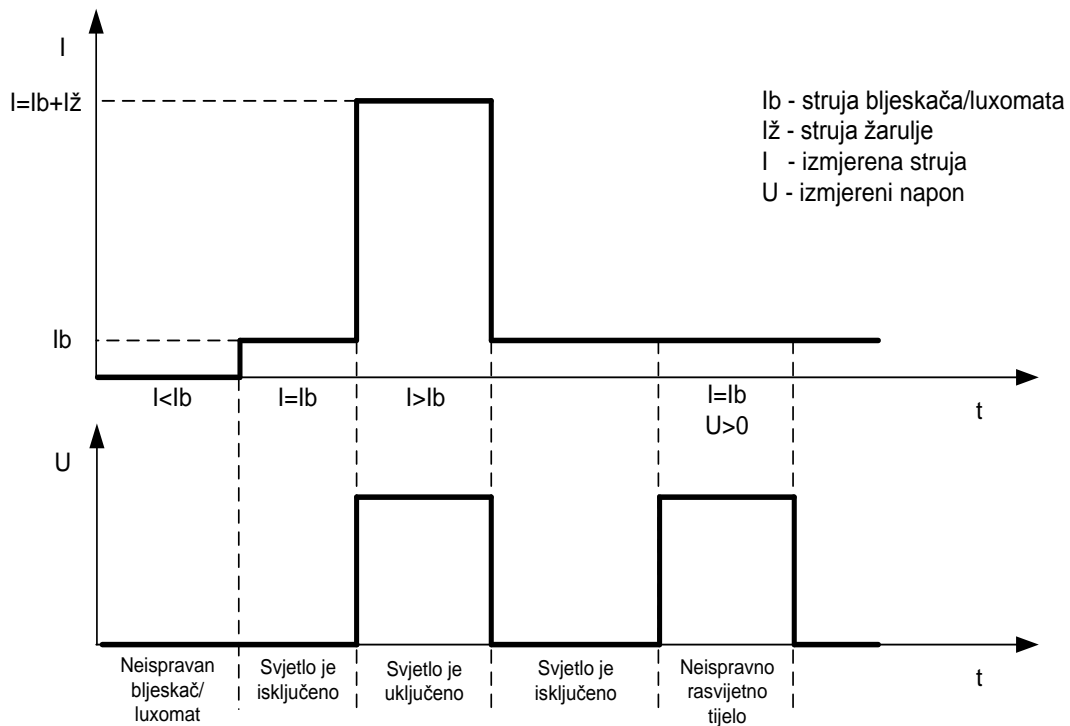 I
I=Ib+Iž
Ib - struja bljeskača/luxomata
Iž - struja žarulje
I - izmjerena struja
U - izmjereni napon
Ib
I<Ib
I=Ib
I>Ib
I=Ib
U>0
t
U
Neispravan
bljeskač/
luxomat
Svjetlo je
isključeno
Svjetlo je
uključeno
Svjetlo je
isključeno
Neispravno
rasvijetno
tijelo
t